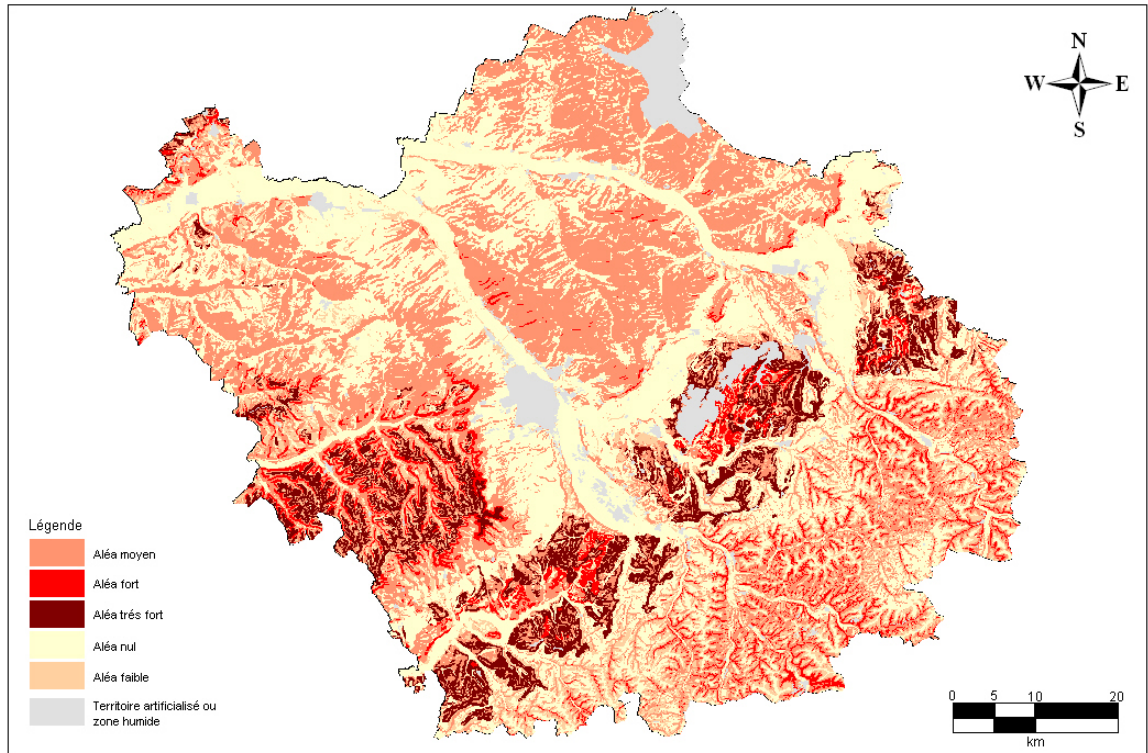 N
W E
S
Légende
Aléa moyen
Aléa fort
Aléa trés fort
Aléa nul
Aléa faible
Territoire artificialisé ou
zone humide
0 5 10 20
km